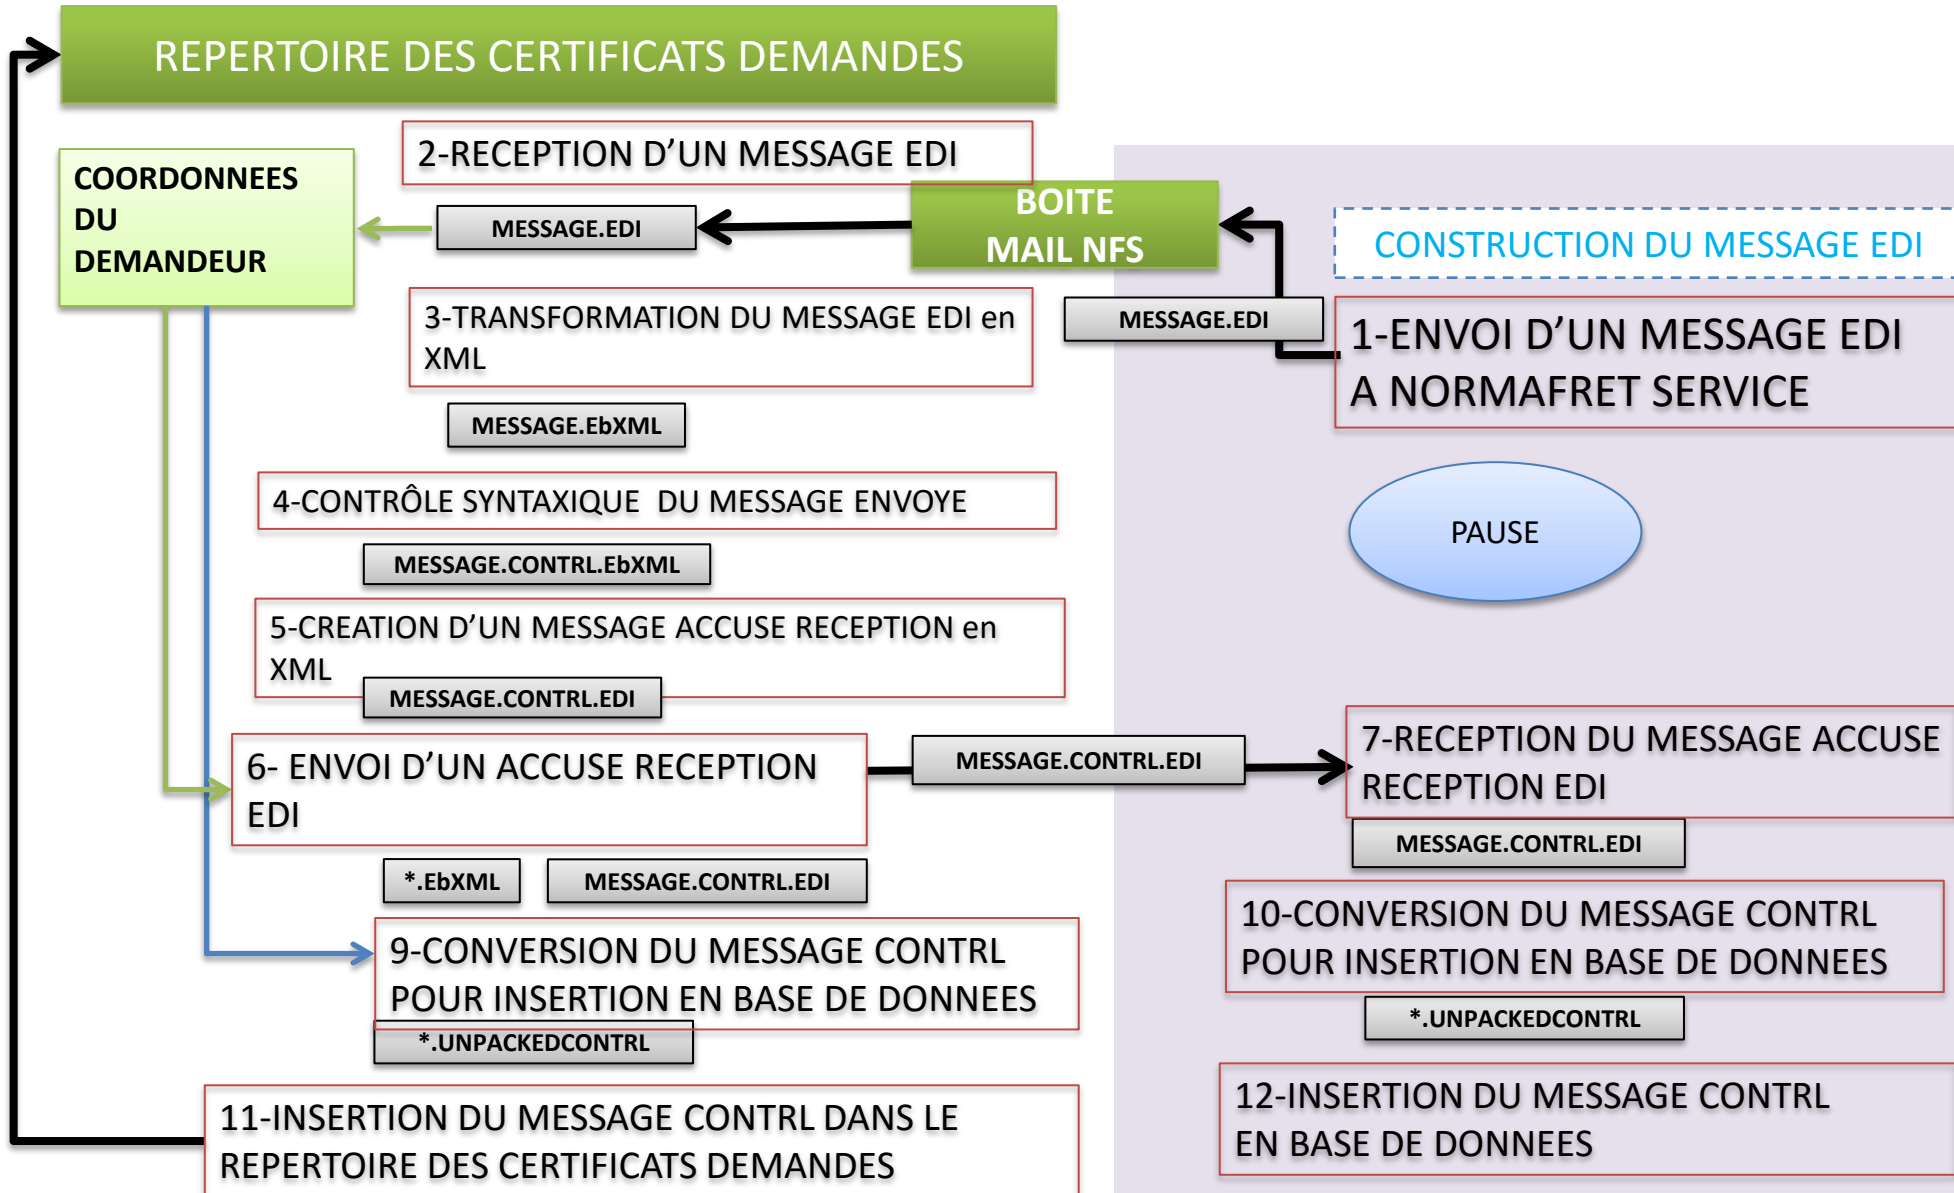 REPERTOIRE DES CERTIFICATS DEMANDES
2-RECEPTION D’UN MESSAGE EDI
COORDONNEES
DU
DEMANDEUR
MESSAGE.EDI
BOITE
MAIL NFS
CONSTRUCTION DU MESSAGE EDI
3-TRANSFORMATION DU MESSAGE EDI en
XML
MESSAGE.EDI
1-ENVOI D’UN MESSAGE EDI
A NORMAFRET SERVICE
MESSAGE.EbXML
4-CONTRÔLE SYNTAXIQUE  DU MESSAGE ENVOYE
PAUSE
MESSAGE.CONTRL.EbXML
5-CREATION D’UN MESSAGE ACCUSE RECEPTION en
XML
MESSAGE.CONTRL.EDI
6- ENVOI D’UN ACCUSE RECEPTION
EDI
MESSAGE.CONTRL.EDI
7-RECEPTION DU MESSAGE ACCUSE
RECEPTION EDI
MESSAGE.CONTRL.EDI
*.EbXML
MESSAGE.CONTRL.EDI
9-CONVERSION DU MESSAGE CONTRL
POUR INSERTION EN BASE DE DONNEES
10-CONVERSION DU MESSAGE CONTRL
POUR INSERTION EN BASE DE DONNEES
*.UNPACKEDCONTRL
*.UNPACKEDCONTRL
11-INSERTION DU MESSAGE CONTRL DANS LE
REPERTOIRE DES CERTIFICATS DEMANDES
12-INSERTION DU MESSAGE CONTRL
EN BASE DE DONNEES